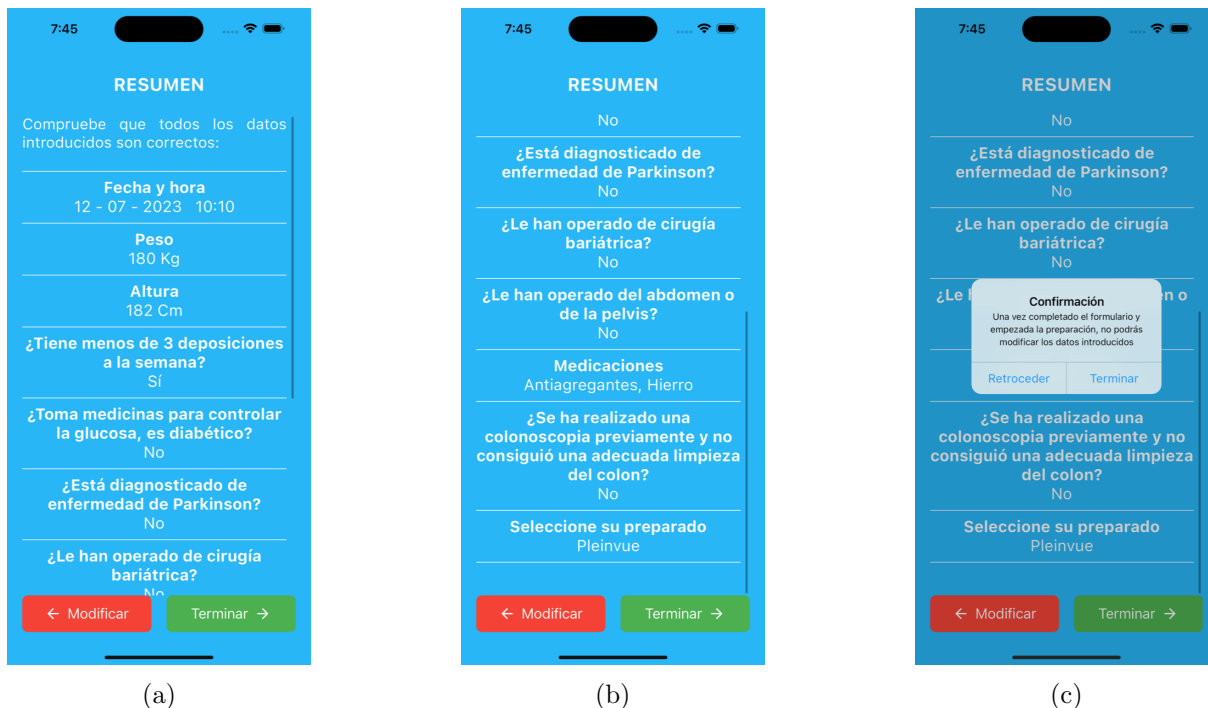 7:45
RESUMEN
Compruebe que todos los datos
introducidos son correctos:
Fecha y hora
12 - 07 - 2023 10:10
Peso
180 Kg
Altura
182 Cm
¿Tiene menos de 3 deposiciones
a la semana?
Sí
¿Toma medicinas para controlar
la glucosa, es diabético?
No
¿Está diagnosticado de
enfermedad de Parkinson?
No
¿Le han operado de cirugía
bariátrica?
No
← Modificar
Terminar →
(a)
7:45
RESUMEN
No
¿Está diagnosticado de
enfermedad de Parkinson?
No
¿Le han operado de cirugía
bariátrica?
No
¿Le han operado del abdomen o
de la pelvis?
No
Medicaciones
Antiagregantes, Hierro
¿Se ha realizado una
colonoscopia previamente y no
consiguió una adecuada limpieza
del colon?
No
Seleccione su preparado
Pleinvue
← Modificar
Terminar →
(b)
7:45
RESUMEN
No
¿Está diagnosticado de
enfermedad de Parkinson?
No
¿Le han operado de cirugía
bariátrica?
No
¿Le h
n o
Confirmación
Una vez completado el formulario y
empezada la preparación, no podrás
modificar los datos introducidos
Retroceder
Terminar
¿Se ha realizado una
colonoscopia previamente y no
consiguió una adecuada limpieza
del colon?
No
Seleccione su preparado
Pleinvue
← Modificar
Terminar →
(c)